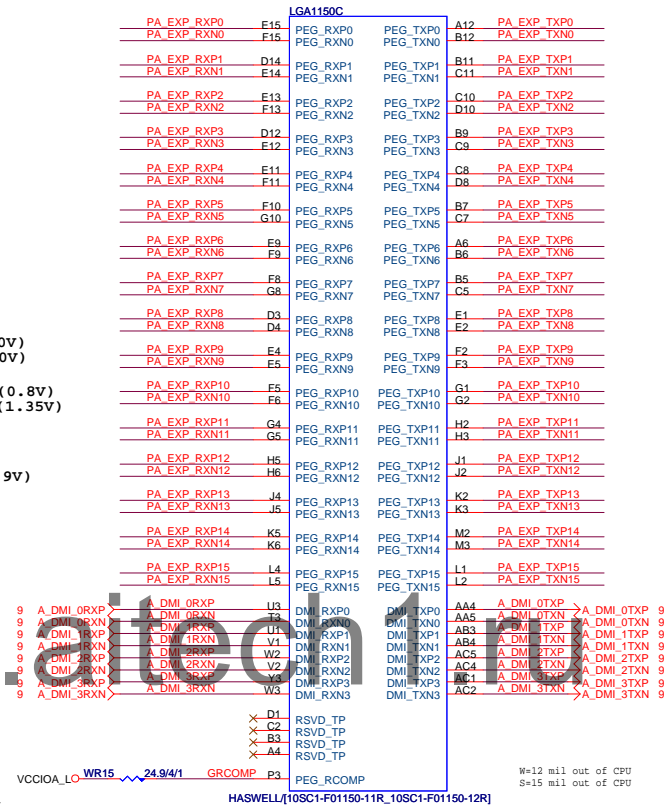 LGA1150C
PA_EXP_RXP0 E15 PEG_RXP0 PEG_TXP0 A12 PA_EXP_TXP0
PA_EXP_RXN0 F15 PEG_RXN0 PEG_TXN0 B12 PA_EXP_TXN0
PA_EXP_RXP1 D14 PEG_RXP1 PEG_TXP1 B11 PA_EXP_TXP1
PA_EXP_RXN1 E14 PEG_RXN1 PEG_TXN1 C11 PA_EXP_TXN1
PA_EXP_RXP2 E13 PEG_RXP2 PEG_TXP2 C10 PA_EXP_TXP2
PA_EXP_RXN2 F13 PEG_RXN2 PEG_TXN2 D10 PA_EXP_TXN2
PA_EXP_RXP3 D12 PEG_RXP3 PEG_TXP3 B9 PA_EXP_TXP3
PA_EXP_RXN3 E12 PEG_RXN3 PEG_TXN3 C9 PA_EXP_TXN3
PA_EXP_RXP4 E11 PEG_RXP4 PEG_TXP4 C8 PA_EXP_TXP4
PA_EXP_RXN4 F11 PEG_RXN4 PEG_TXN4 D8 PA_EXP_TXN4
PA_EXP_RXP5 F10 PEG_RXP5 PEG_TXP5 B7 PA_EXP_TXP5
PA_EXP_RXN5 G10 PEG_RXN5 PEG_TXN5 C7 PA_EXP_TXN5
PA_EXP_RXP6 E9 PEG_RXP6 PEG_TXP6 A6 PA_EXP_TXP6
PA_EXP_RXN6 F9 PEG_RXN6 PEG_TXN6 B6 PA_EXP_TXN6
PA_EXP_RXP7 F8 PEG_RXP7 PEG_TXP7 B5 PA_EXP_TXP7
PA_EXP_RXN7 G8 PEG_RXN7 PEG_TXN7 C5 PA_EXP_TXN7
PA_EXP_RXP8 D3 PEG_RXP8 PEG_TXP8 E1 PA_EXP_TXP8
PA_EXP_RXN8 D4 PEG_RXN8 PEG_TXN8 E2 PA_EXP_TXN8
0V)
0V)
PA_EXP_RXP9 E4 PEG_RXP9 PEG_TXP9 F2 PA_EXP_TXP9
PA_EXP_RXN9 E5 PEG_RXN9 PEG_TXN9 F3 PA_EXP_TXN9
(0.8V)
(1.35V)
PA_EXP_RXP10 F5 PEG_RXP10 PEG_TXP10 G1 PA_EXP_TXP10
PA_EXP_RXN10 F6 PEG_RXN10 PEG_TXN10 G2 PA_EXP_TXN10
PA_EXP_RXP11 G4 PEG_RXP11 PEG_TXP11 H2 PA_EXP_TXP11
PA_EXP_RXN11 G5 PEG_RXN11 PEG_TXN11 H3 PA_EXP_TXN11
PA_EXP_RXP12 H5 PEG_RXP12 PEG_TXP12 J1 PA_EXP_TXP12
PA_EXP_RXN12 H6 PEG_RXN12 PEG_TXN12 J2 PA_EXP_TXN12
9V)
PA_EXP_RXP13 J4 PEG_RXP13 PEG_TXP13 K2 PA_EXP_TXP13
PA_EXP_RXN13 J5 PEG_RXN13 PEG_TXN13 K3 PA_EXP_TXN13
PA_EXP_RXP14 K5 PEG_RXP14 PEG_TXP14 M2 PA_EXP_TXP14
PA_EXP_RXN14 K6 PEG_RXN14 PEG_TXN14 M3 PA_EXP_TXN14
PA_EXP_RXP15 L4 PEG_RXP15 PEG_TXP15 L1 PA_EXP_TXP15
PA_EXP_RXN15 L5 PEG_RXN15 PEG_TXN15 L2 PA_EXP_TXN15
9 A_DMI_0RXP A_DMI_0RXP U3 DMI_RXP0 DMI_TXP0 AA4 A_DMI_0TXP A_DMI_0TXP 9
9 A_DMI_0RXN A_DMI_0RXN T3 DMI_RXN0 DMI_TXN0 AA5 A_DMI_0TXN A_DMI_0TXN 9
9 A_DMI_1RXP A_DMI_1RXP U1 DMI_RXP1 DMI_TXP1 AB3 A_DMI_1TXP A_DMI_1TXP 9
9 A_DMI_1RXN A_DMI_1RXN V1 DMI_RXN1 DMI_TXN1 AB4 A_DMI_1TXN A_DMI_1TXN 9
9 A_DMI_2RXP A_DMI_2RXP W2 DMI_RXP2 DMI_TXP2 AC5 A_DMI_2TXP A_DMI_2TXP 9
9 A_DMI_2RXN A_DMI_2RXN V2 DMI_RXN2 DMI_TXN2 AC4 A_DMI_2TXN A_DMI_2TXN 9
9 A_DMI_3RXP A_DMI_3RXP Y3 DMI_RXP3 DMI_TXP3 AC1 A_DMI_3TXP A_DMI_3TXP 9
9 A_DMI_3RXN A_DMI_3RXN W3 DMI_RXN3 DMI_TXN3 AC2 A_DMI_3TXN A_DMI_3TXN 9
.aitech1.ru
D1 RSVD_TP
C2 RSVD_TP
B3 RSVD_TP
A4 RSVD_TP
VCCIOA_L WR15 24.9/4/1 GRCOMP P3 PEG_RCOMP
W=12 mil out of CPU
S=15 mil out of CPU
HASWELL/[10SC1-F01150-11R_10SC1-F01150-12R]